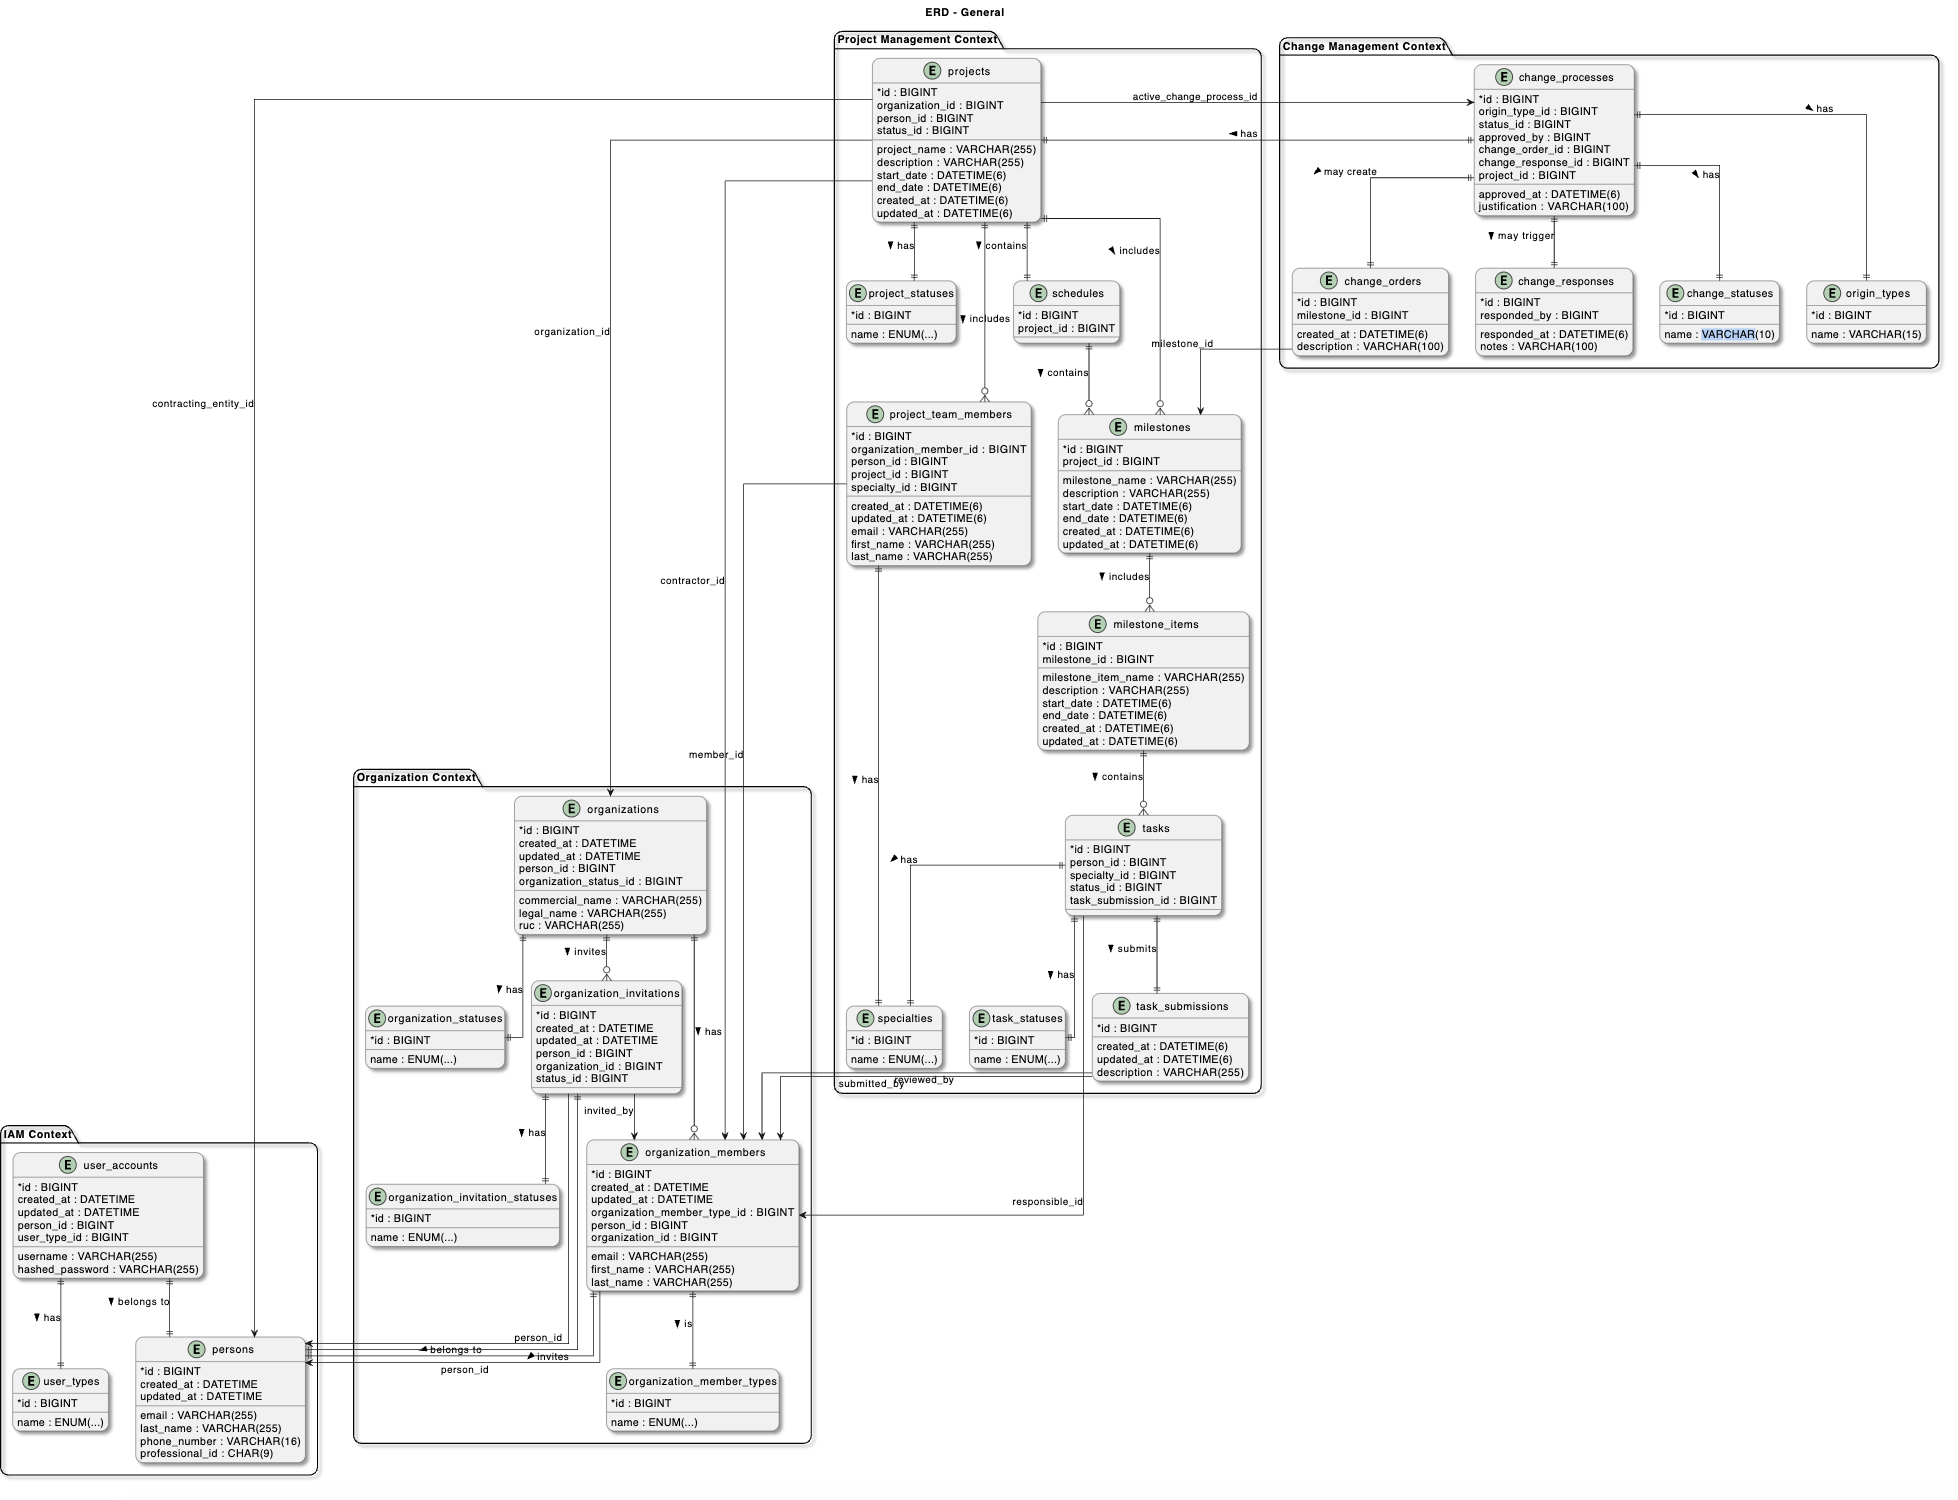 ERD - General
Project Management Context
E projects
*id : BIGINT
organization_id : BIGINT
person_id : BIGINT
status_id : BIGINT
project_name : VARCHAR(255)
description : VARCHAR(255)
start_date : DATETIME(6)
end_date : DATETIME(6)
created_at : DATETIME(6)
updated_at : DATETIME(6)
active_change_process_id
has
has
contains
includes
includes
E project_statuses
*id : BIGINT
name : ENUM(...)
E schedules
*id : BIGINT
project_id : BIGINT
contains
milestone_id
E project_team_members
*id : BIGINT
organization_member_id : BIGINT
person_id : BIGINT
project_id : BIGINT
specialty_id : BIGINT
created_at : DATETIME(6)
updated_at : DATETIME(6)
email : VARCHAR(255)
first_name : VARCHAR(255)
last_name : VARCHAR(255)
E milestones
*id : BIGINT
project_id : BIGINT
milestone_name : VARCHAR(255)
description : VARCHAR(255)
start_date : DATETIME(6)
end_date : DATETIME(6)
created_at : DATETIME(6)
updated_at : DATETIME(6)
includes
E milestone_items
*id : BIGINT
milestone_id : BIGINT
milestone_item_name : VARCHAR(255)
description : VARCHAR(255)
start_date : DATETIME(6)
end_date : DATETIME(6)
created_at : DATETIME(6)
updated_at : DATETIME(6)
has
contains
E tasks
*id : BIGINT
person_id : BIGINT
specialty_id : BIGINT
status_id : BIGINT
task_submission_id : BIGINT
has
submits
has
E specialties
*id : BIGINT
name : ENUM(...)
E task_statuses
*id : BIGINT
name : ENUM(...)
E task_submissions
*id : BIGINT
created_at : DATETIME(6)
updated_at : DATETIME(6)
description : VARCHAR(255)
reviewed_by
submitted_by
responsible_id
Change Management Context
E change_processes
*id : BIGINT
origin_type_id : BIGINT
status_id : BIGINT
approved_by : BIGINT
change_order_id : BIGINT
change_response_id : BIGINT
project_id : BIGINT
approved_at : DATETIME(6)
justification : VARCHAR(100)
has
may create
has
may trigger
E change_orders
*id : BIGINT
milestone_id : BIGINT
created_at : DATETIME(6)
description : VARCHAR(100)
E change_responses
*id : BIGINT
responded_by : BIGINT
responded_at : DATETIME(6)
notes : VARCHAR(100)
E change_statuses
*id : BIGINT
name : VARCHAR(10)
E origin_types
*id : BIGINT
name : VARCHAR(15)
organization_id
contracting_entity_id
contractor_id
member_id
Organization Context
E organizations
*id : BIGINT
created_at : DATETIME
updated_at : DATETIME
person_id : BIGINT
organization_status_id : BIGINT
commercial_name : VARCHAR(255)
legal_name : VARCHAR(255)
ruc : VARCHAR(255)
invites
has
has
E organization_statuses
*id : BIGINT
name : ENUM(...)
E organization_invitations
*id : BIGINT
created_at : DATETIME
updated_at : DATETIME
person_id : BIGINT
organization_id : BIGINT
status_id : BIGINT
invited_by
has
E organization_invitation_statuses
*id : BIGINT
name : ENUM(...)
E organization_members
*id : BIGINT
created_at : DATETIME
updated_at : DATETIME
organization_member_type_id : BIGINT
person_id : BIGINT
organization_id : BIGINT
email : VARCHAR(255)
first_name : VARCHAR(255)
last_name : VARCHAR(255)
is
person_id
belongs to
invites
person_id
E organization_member_types
*id : BIGINT
name : ENUM(...)
IAM Context
E user_accounts
*id : BIGINT
created_at : DATETIME
updated_at : DATETIME
person_id : BIGINT
user_type_id : BIGINT
username : VARCHAR(255)
hashed_password : VARCHAR(255)
belongs to
has
E user_types
*id : BIGINT
name : ENUM(...)
E persons
*id : BIGINT
created_at : DATETIME
updated_at : DATETIME
email : VARCHAR(255)
last_name : VARCHAR(255)
phone_number : VARCHAR(16)
professional_id : CHAR(9)